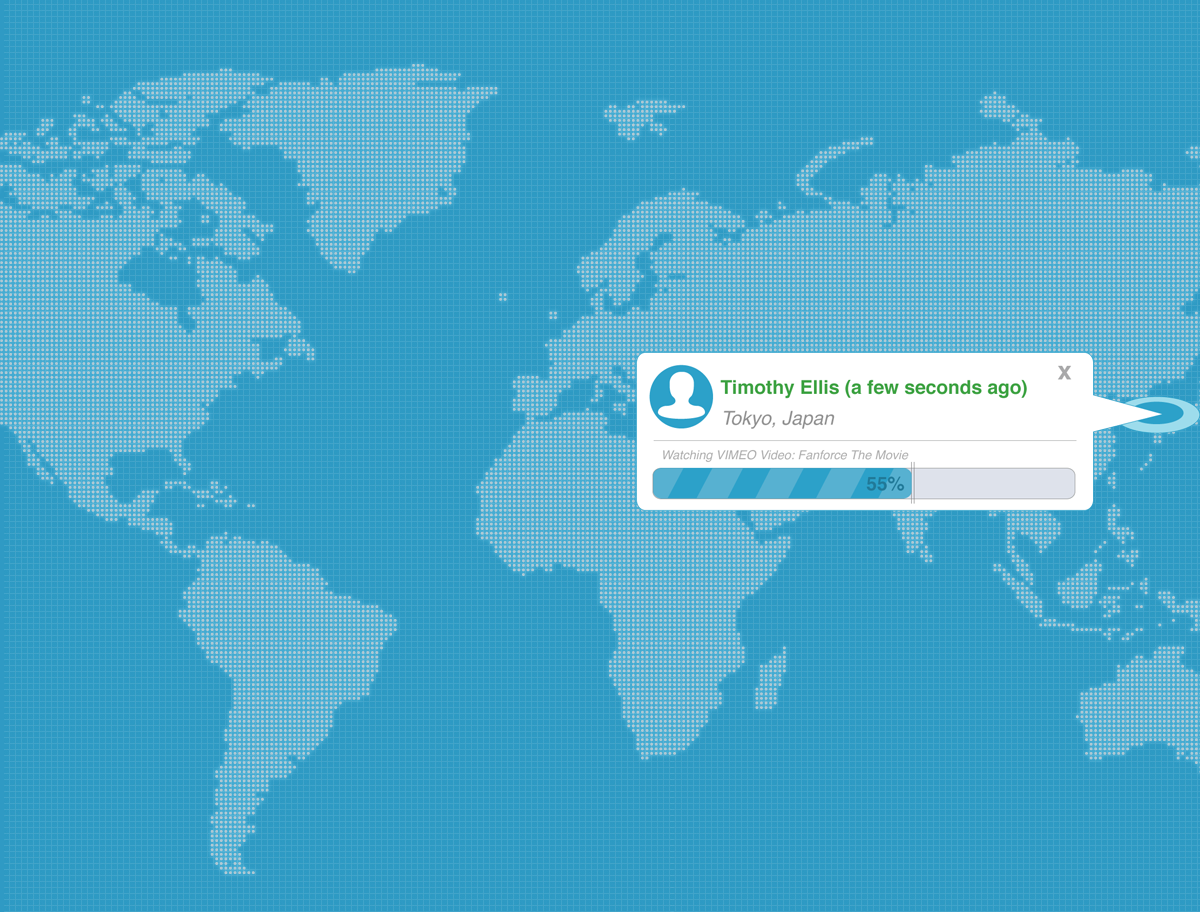 X
Timothy Ellis (a few seconds ago)
Tokyo, Japan
Watching VIMEO Video: Fanforce The Movie
55%